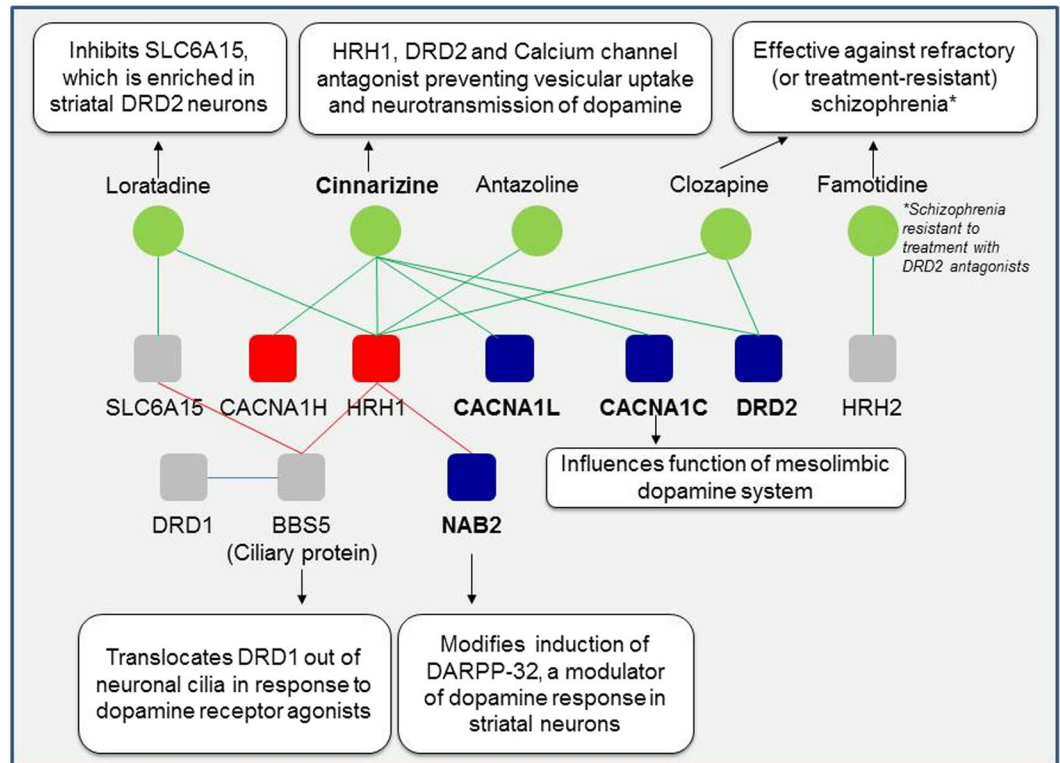 Inhibits SLC6A15,
which is enriched in
striatal DRD2 neurons
HRH1, DRD2 and Calcium channel
antagonist preventing vesicular uptake
and neurotransmission of dopamine
Effective against refractory
(or treatment-resistant)
schizophrenia*
Loratadine
Cinnarizine
Antazoline
Clozapine
Famotidine
*Schizophrenia
resistant to
treatment with
DRD2 antagonists
SLC6A15
CACNA1H
HRH1
CACNA1L
CACNA1C
DRD2
HRH2
Influences function of mesolimbic
dopamine system
DRD1
BBS5
(Ciliary protein)
NAB2
Translocates DRD1 out of
neuronal cilia in response to
dopamine receptor agonists
Modifies induction of
DARPP-32, a modulator
of dopamine response in
striatal neurons